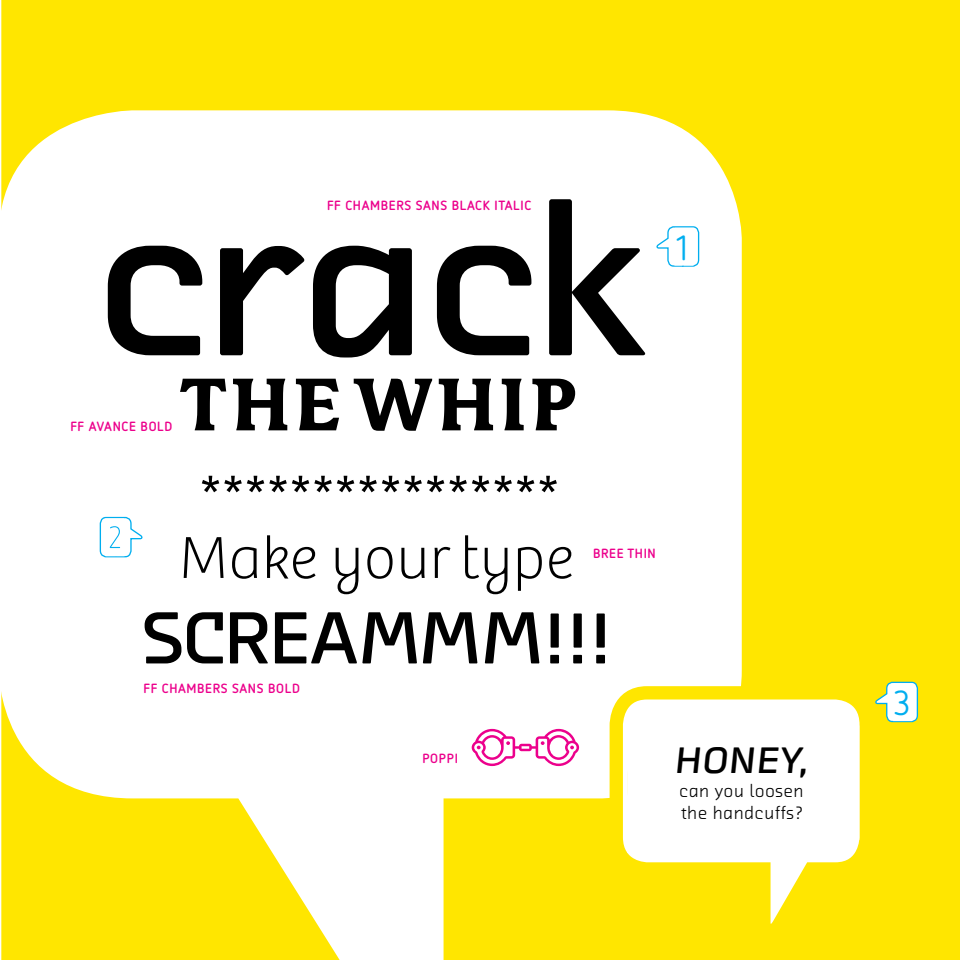 FF CHAMBERS SANS BLACK ITALIC
crack
1
THE WHIP
FF AVANCE BOLD
****************
2
Make your type
BREE THIN
SCREAMMM!!!
FF CHAMBERS SANS BOLD
POPPI
3
HONEY,
can you loosen
the handcuffs?